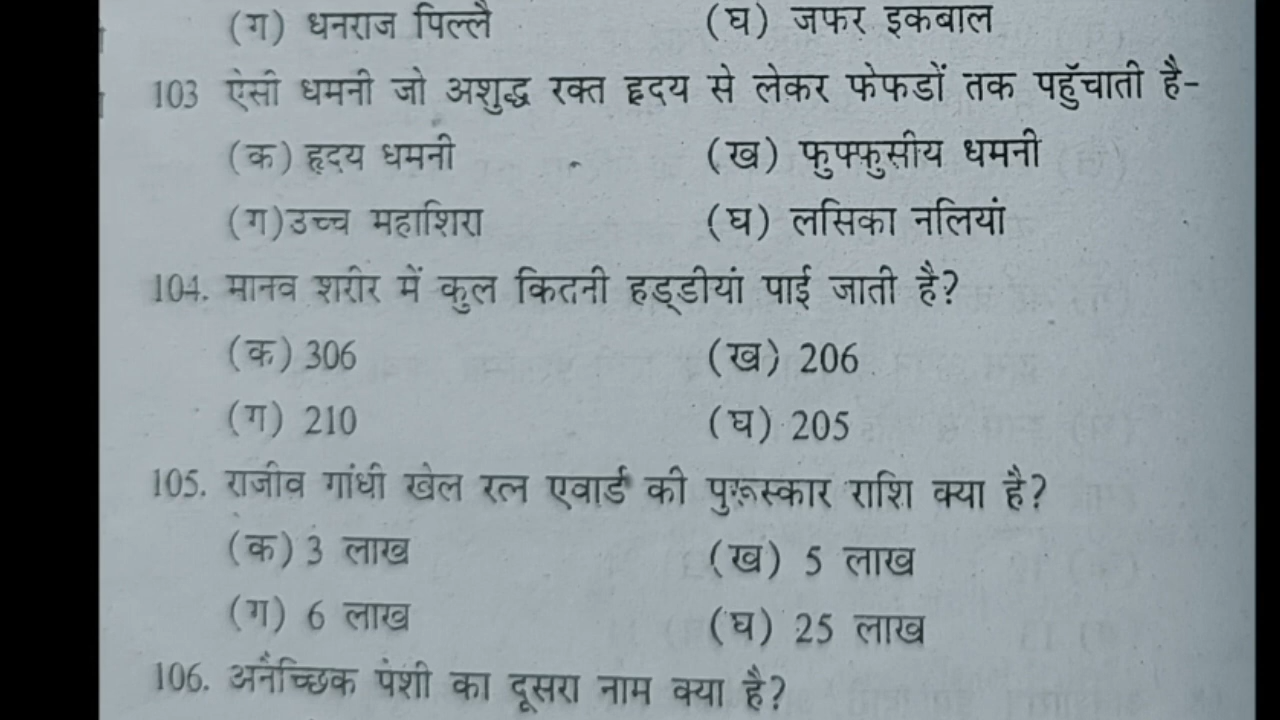 (ग) धनराज पिल्लै (घ) जफर इकबाल
103 ऐसी धमनी जो अशुद्ध रक्त हृदय से लेकर फेफडों तक पहुॅचाती है-
(क) हृदय धमनी (ख) फुफ्फुसीय धमनी
(ग)उच्च महाशिरा (घ) लसिका नलियां
104. मानव शरीर में कुल कितनी हड्डीयां पाई जाती है?
(क) 306 (ख) 206
(ग) 210 (घ) 205
105. राजीव गांधी खेल रत्न एवार्ड की पुरूस्कार राशि क्या है?
(क) 3 लाख (ख) 5 लाख
(ग) 6 लाख (घ) 25 लाख
106. अनैच्छिक पेशी का दूसरा नाम क्या है?